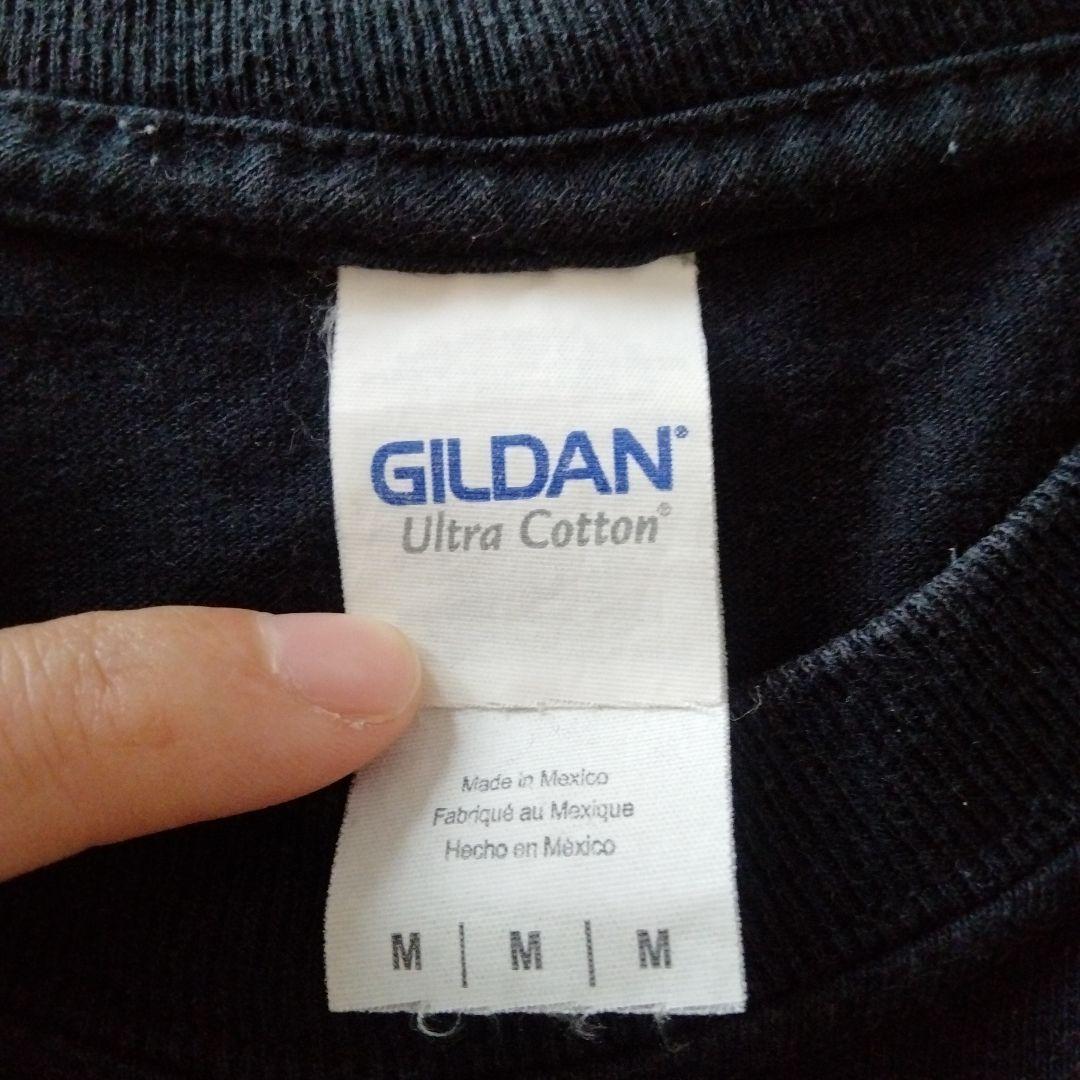 GILDAN®
Ultra Cotton®
Made in Mexico
Fabriqué au Mexique
Hecho en México
M | M | M